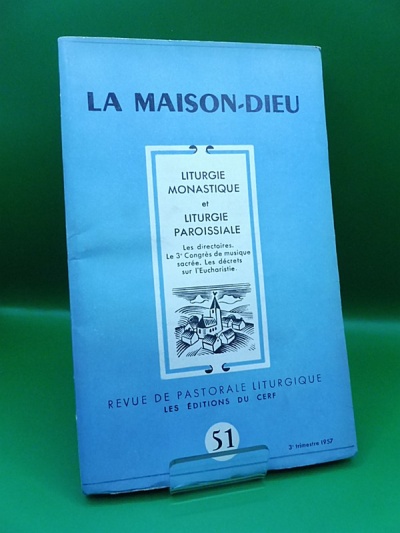 LA MAISON-DIEU
LITURGIE
MONASTIQUE
et
LITURGIE
PAROISSIALE
Les directoires.
Le 3e Congrès de musique
sacrée. Les décrets
sur l'Eucharistie.
REVUE DE PASTORALE LITURGIQUE
LES ÉDITIONS DU CERF
51
3e trimestre 1957